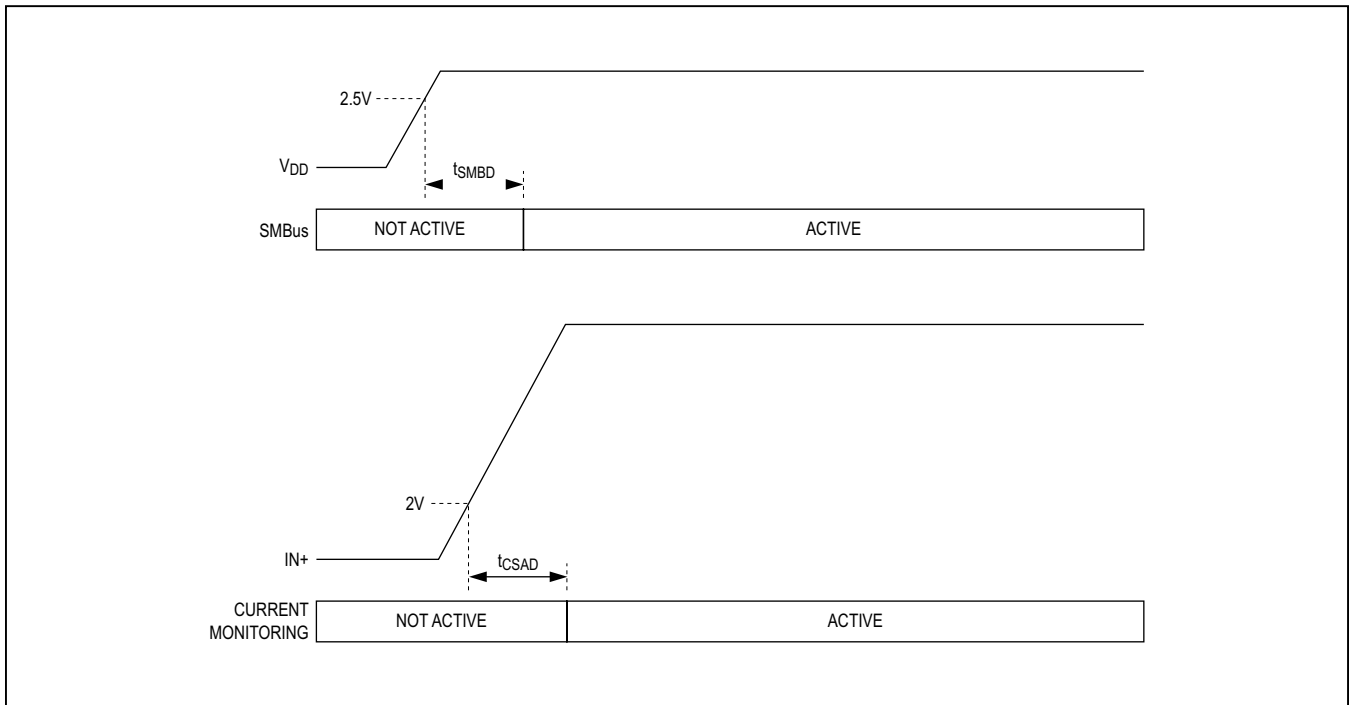 2.5V
VDD
tSMBD
SMBus
NOT ACTIVE
ACTIVE
2V
IN+
tCSAD
CURRENT
MONITORING
NOT ACTIVE
ACTIVE